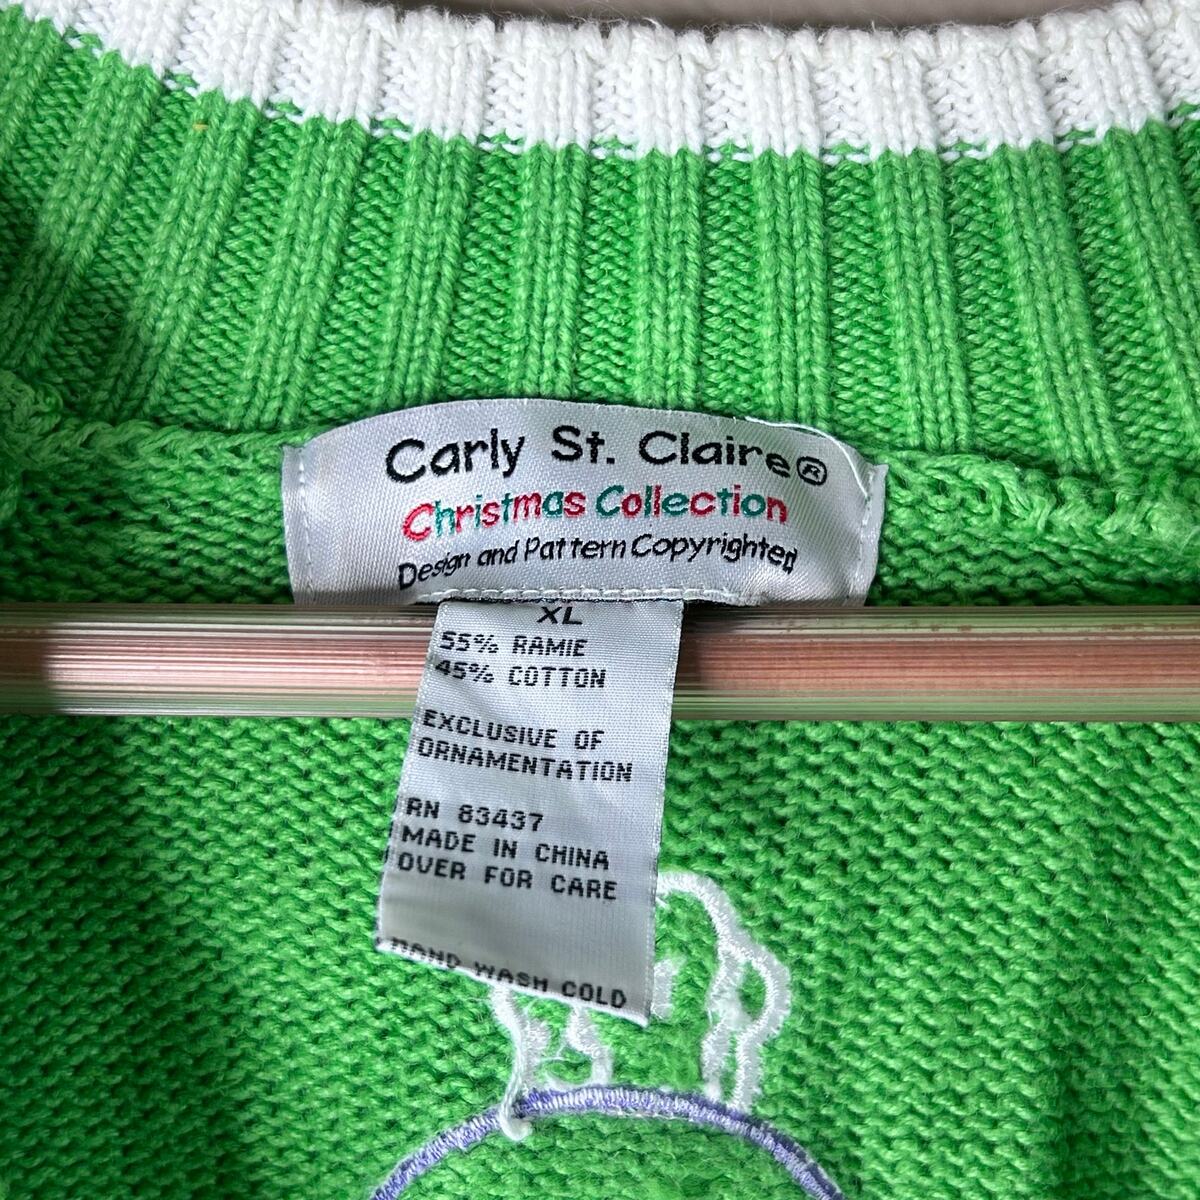 Carly St. Claire®
Christmas Collection
Design and Pattern Copyrighted
XL
55% RAMIE
45% COTTON
EXCLUSIVE OF
ORNAMENTATION
RN 83437
MADE IN CHINA
OVER FOR CARE
HAND WASH COLD